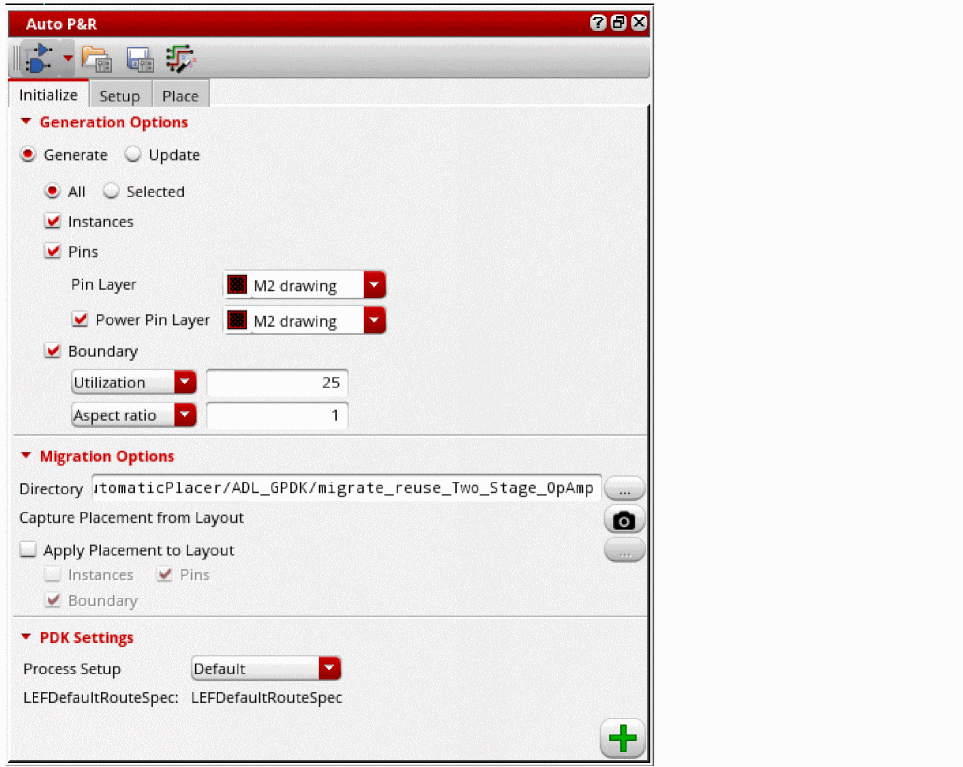 Auto P&R
Initialize Setup Place
Generation Options
Generate Update
All Selected
Instances
Pins
Pin Layer M2 drawing
Power Pin Layer M2 drawing
Boundary
Utilization 25
Aspect ratio 1
Migration Options
Directory utomaticPlacer/ADL_GPDK/migrate_reuse_Two_Stage_OpAmp ...
Capture Placement from Layout
Apply Placement to Layout ...
Instances Pins
Boundary
PDK Settings
Process Setup Default
LEFDefaultRouteSpec: LEFDefaultRouteSpec